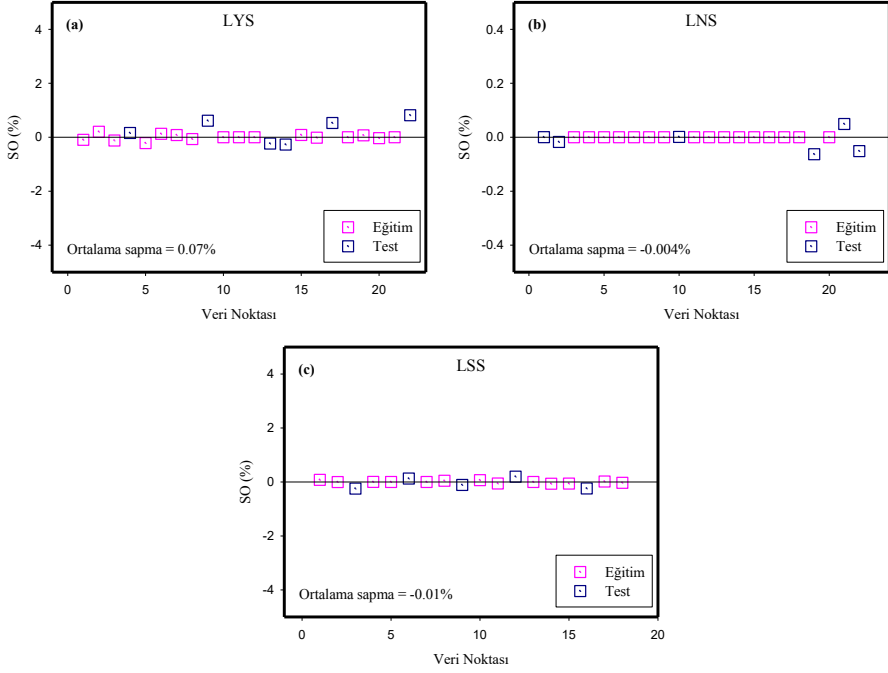 (a) LYS
4
2
0
-2
-4
SO (%)
Eğitim
Test
Ortalama sapma = 0.07%
0 5 10 15 20
Veri Noktası
(b) LNS
0.4
0.2
0.0
-0.2
-0.4
SO (%)
Eğitim
Test
Ortalama sapma = -0.004%
0 5 10 15 20
Veri Noktası
(c) LSS
4
2
0
-2
-4
SO (%)
Eğitim
Test
Ortalama sapma = -0.01%
0 5 10 15 20
Veri Noktası